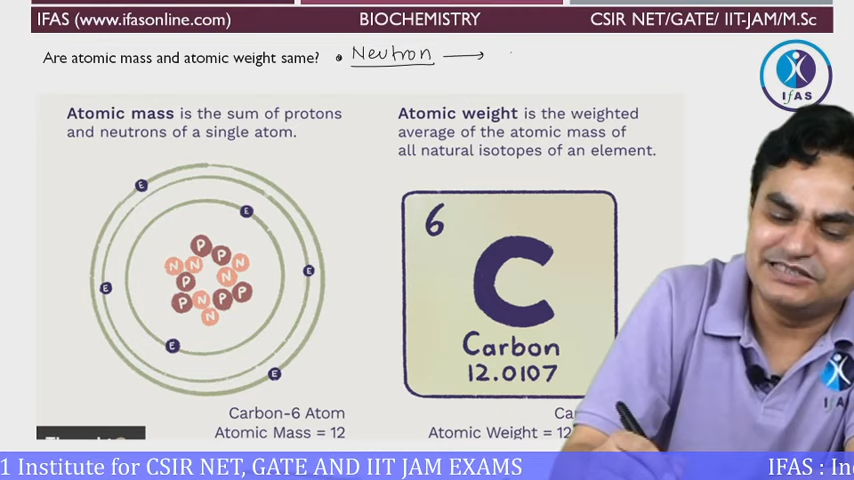 IFAS (www.ifasonline.com) BIOCHEMISTRY CSIR NET/GATE/ IIT-JAM/M.Sc
Are atomic mass and atomic weight same? • Neutron →
IFAS
Atomic mass is the sum of protons
and neutrons of a single atom.
Atomic weight is the weighted
average of the atomic mass of
all natural isotopes of an element.
E
E
P
P
N N N
N
E
P
E
P N P P
N
E
E
6
C
Carbon
12.0107
Carbon-6 Atom
Atomic Mass = 12
Ca
Atomic Weight = 12
1 Institute for CSIR NET, GATE AND IIT JAM EXAMS IFAS : In